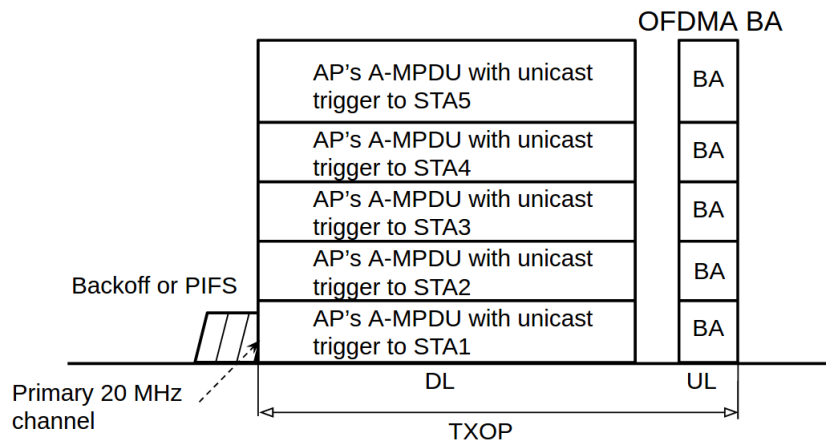 OFDMA BA
AP’s A-MPDU with unicast
trigger to STA5
BA
AP’s A-MPDU with unicast
trigger to STA4
BA
AP’s A-MPDU with unicast
trigger to STA3
BA
AP’s A-MPDU with unicast
trigger to STA2
BA
Backoff or PIFS
AP’s A-MPDU with unicast
trigger to STA1
BA
Primary 20 MHz
channel
DL
UL
TXOP